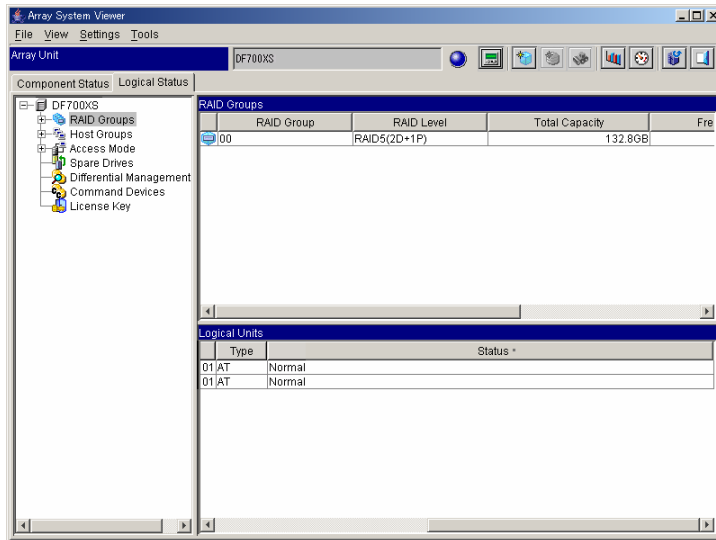 Array System Viewer
File View Settings Tools
Array Unit DF700XS
Component Status Logical Status
DF700XS
RAID Groups
Host Groups
Access Mode
Spare Drives
Differential Management
Command Devices
License Key
RAID Groups
RAID Group RAID Level Total Capacity Fre
00 RAID5(2D+1P) 132.8GB
Logical Units
Type Status
01 AT Normal
01 AT Normal